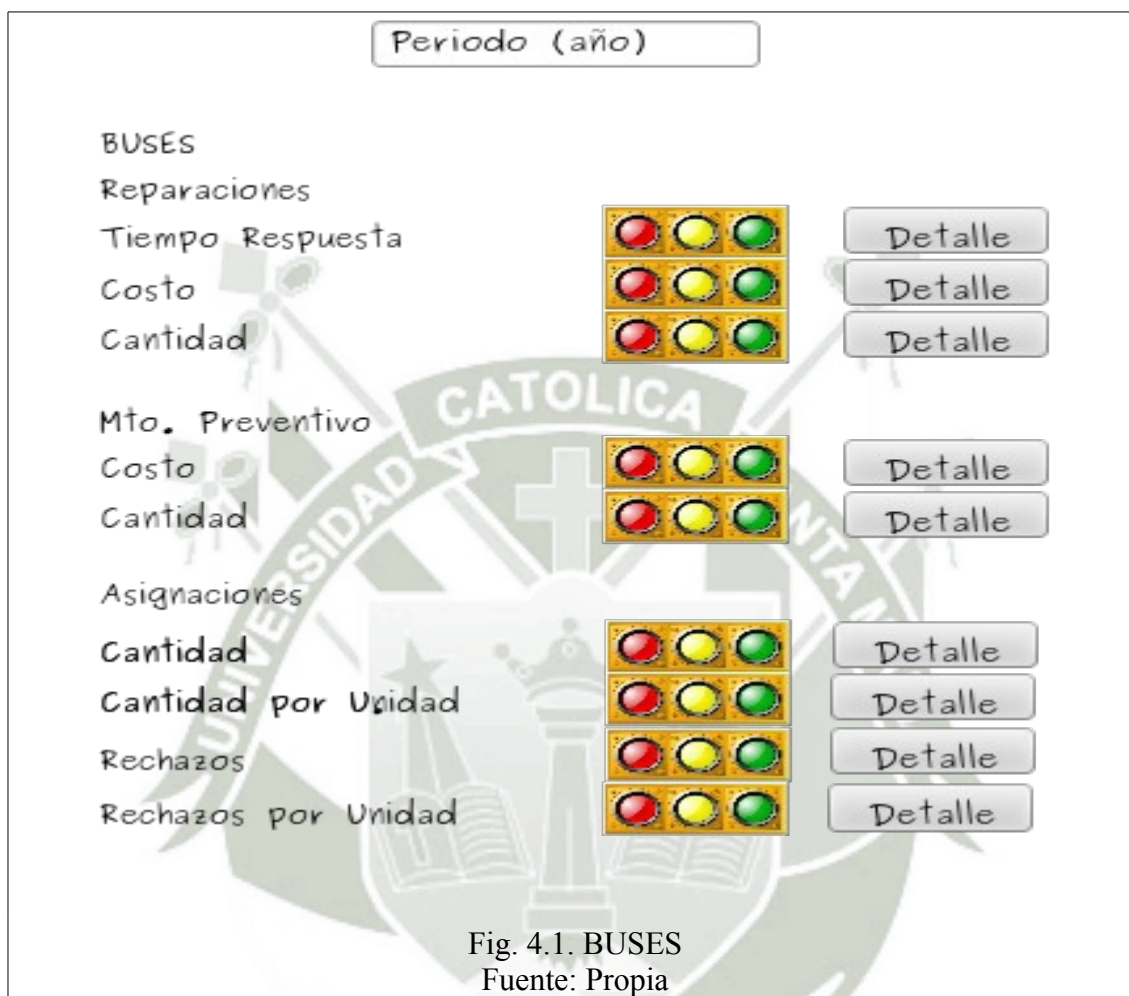 Periodo (año)
BUSES
Reparaciones
Tiempo Respuesta Detalle
Costo Detalle
Cantidad Detalle
Mto. Preventivo
Costo Detalle
Cantidad Detalle
Asignaciones
Cantidad Detalle
Cantidad por Unidad Detalle
Rechazos Detalle
Rechazos por Unidad Detalle
UNIVERSIDAD CATOLICA NTA M
Fig. 4.1. BUSES
Fuente: Propia